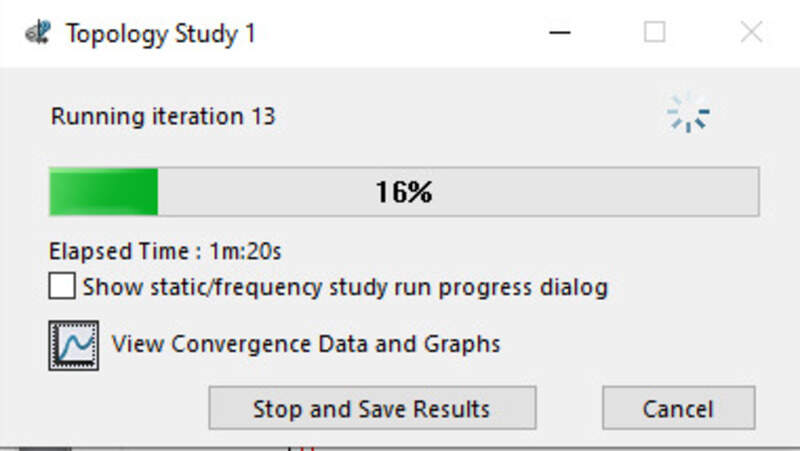 Topology Study 1
Running iteration 13
16%
Elapsed Time : 1m:20s
Show static/frequency study run progress dialog
View Convergence Data and Graphs
Stop and Save Results
Cancel